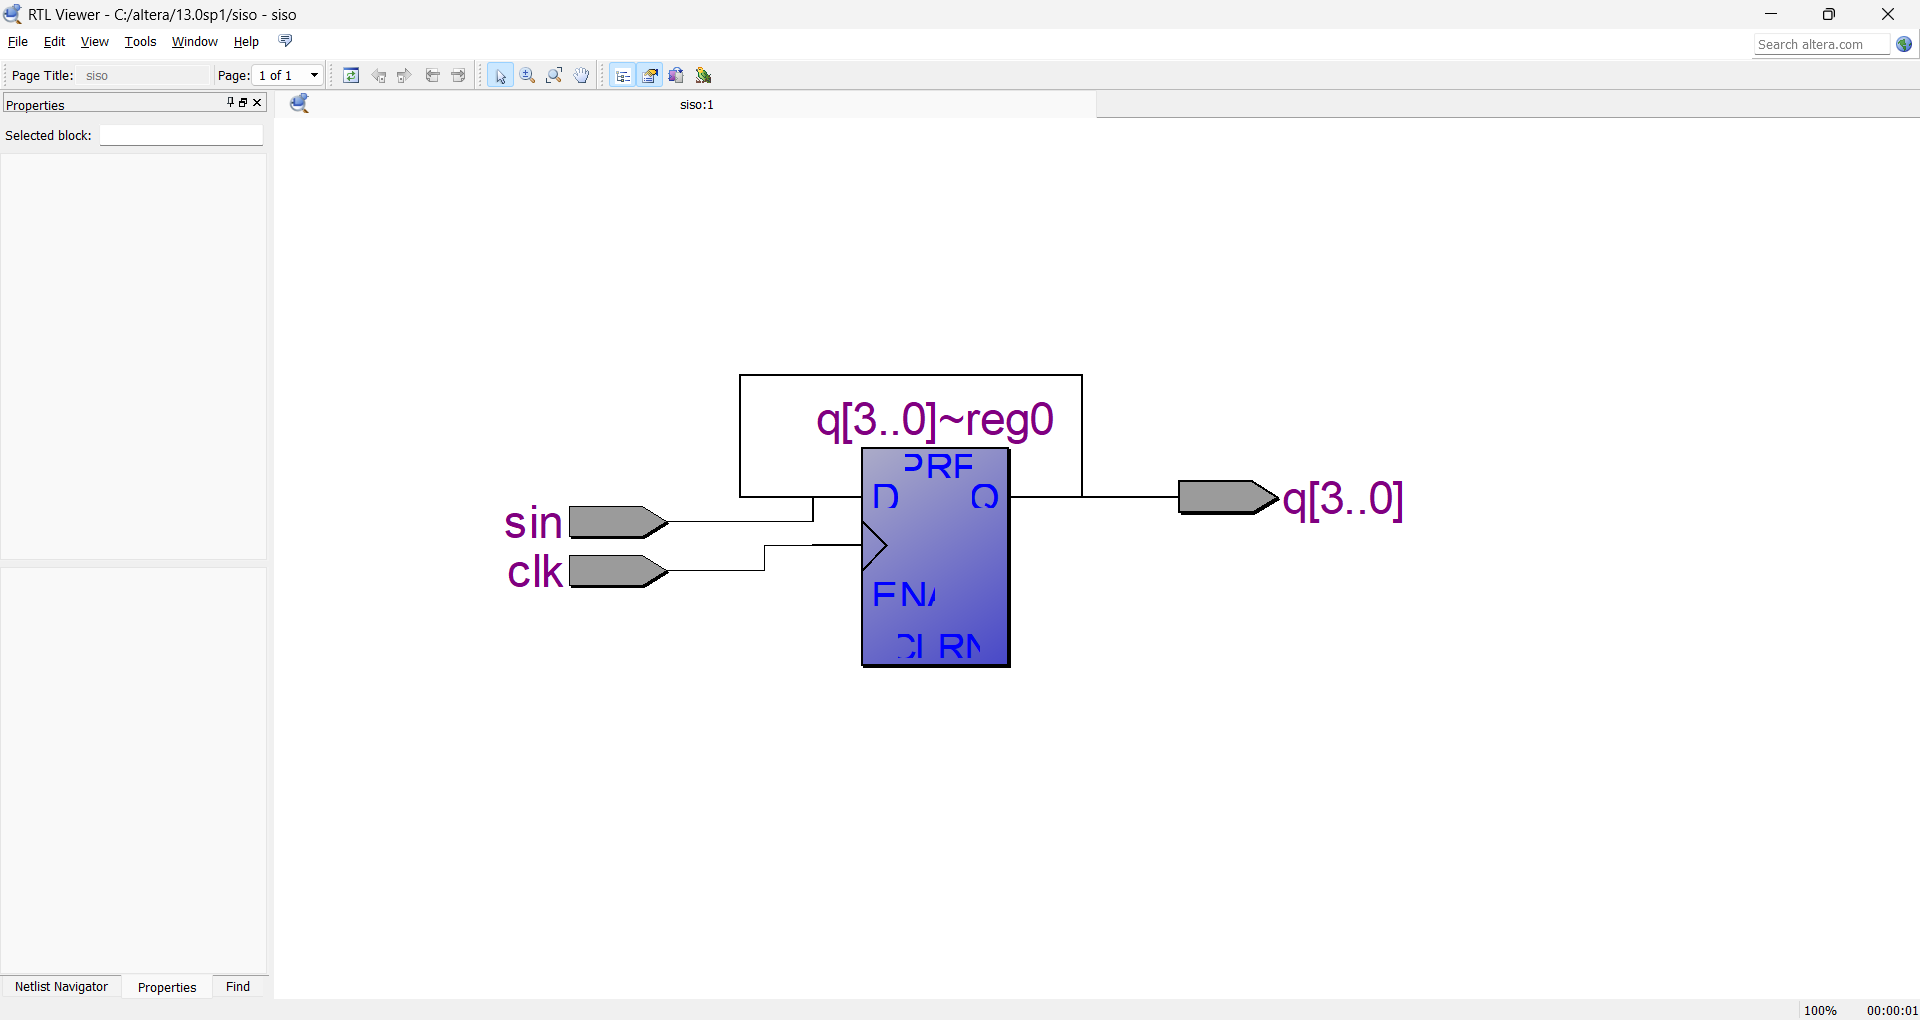 RTL Viewer - C:/altera/13.0sp1/siso - siso
File Edit View Tools Window Help
Search altera.com
Page Title: siso Page: 1 of 1
Properties
siso:1
Selected block:
q[3..0]~reg0
PRE
D Q
sin
q[3..0]
clk
ENA
CLRN
Netlist Navigator Properties Find
100% 00:00:01